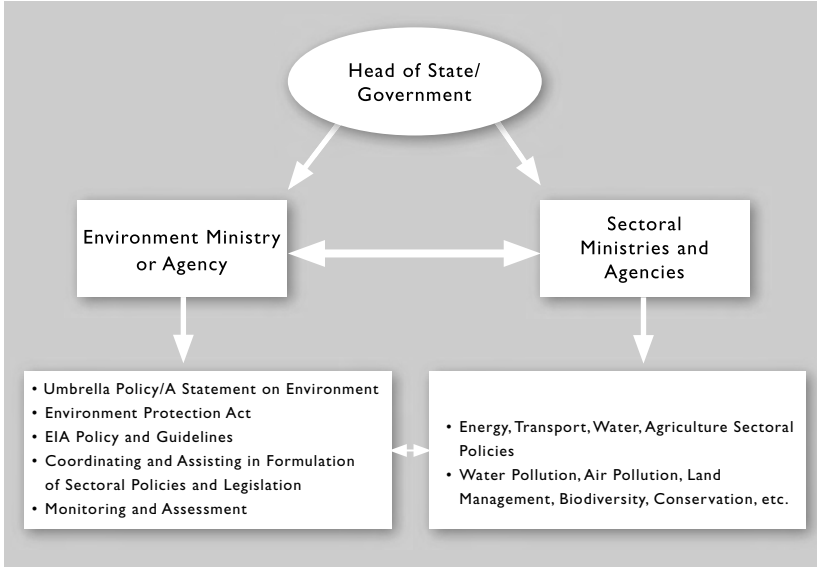 Head of State/
Government
Environment Ministry
or Agency
Sectoral
Ministries and
Agencies
• Umbrella Policy/A Statement on Environment
• Environment Protection Act
• EIA Policy and Guidelines
• Coordinating and Assisting in Formulation
of Sectoral Policies and Legislation
• Monitoring and Assessment
• Energy, Transport, Water, Agriculture Sectoral
Policies
• Water Pollution, Air Pollution, Land
Management, Biodiversity, Conservation, etc.